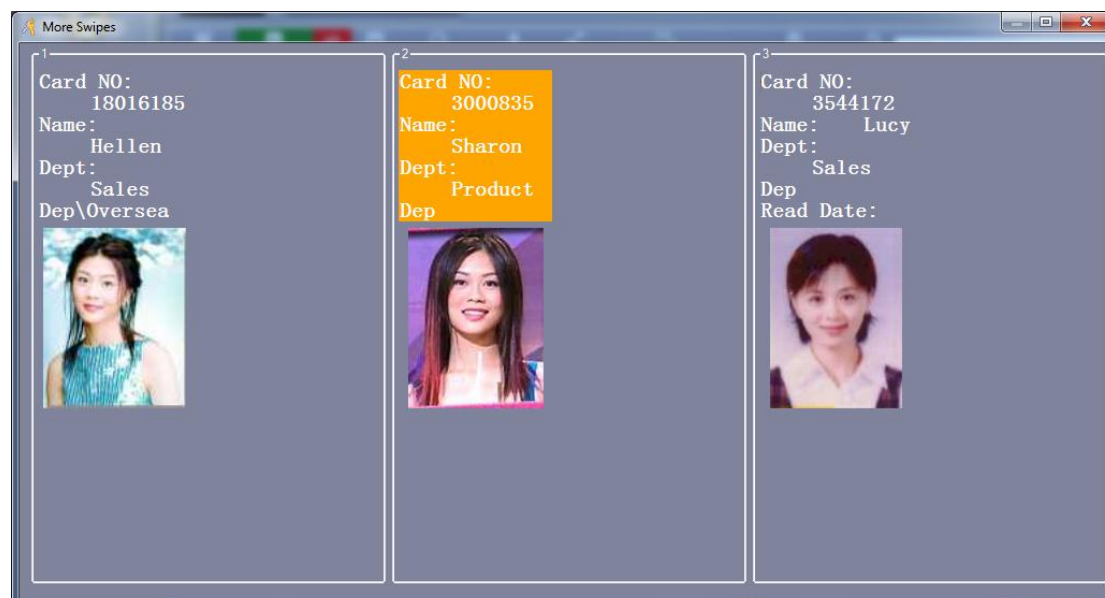 More Swipes
1
Card NO:
18016185
Name:
Hellen
Dept:
Sales
Dep\Oversea
2
Card NO:
3000835
Name:
Sharon
Dept:
Product
Dep
3
Card NO:
3544172
Name: Lucy
Dept:
Sales
Dep
Read Date: